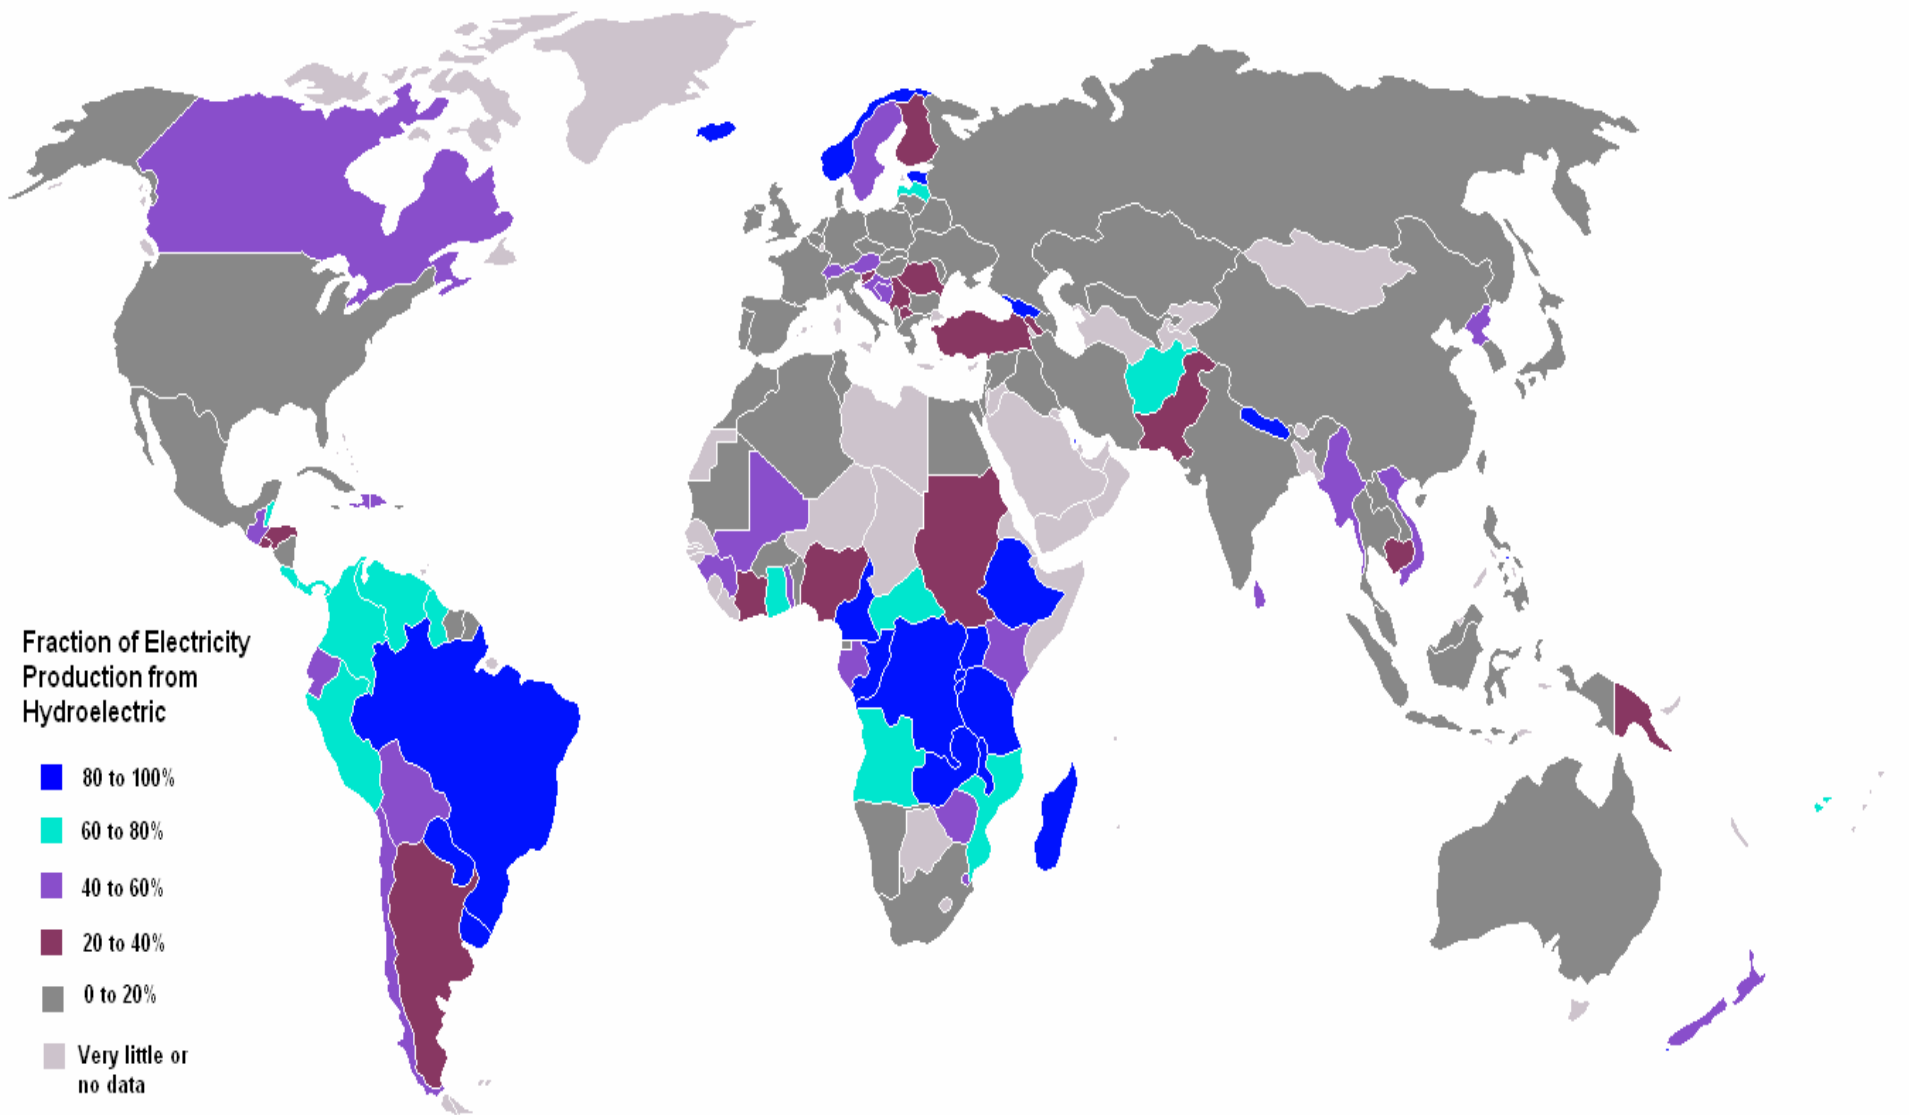 Fraction of Electricity
Production from
Hydroelectric
80 to 100%
60 to 80%
40 to 60%
20 to 40%
0 to 20%
Very little or
no data